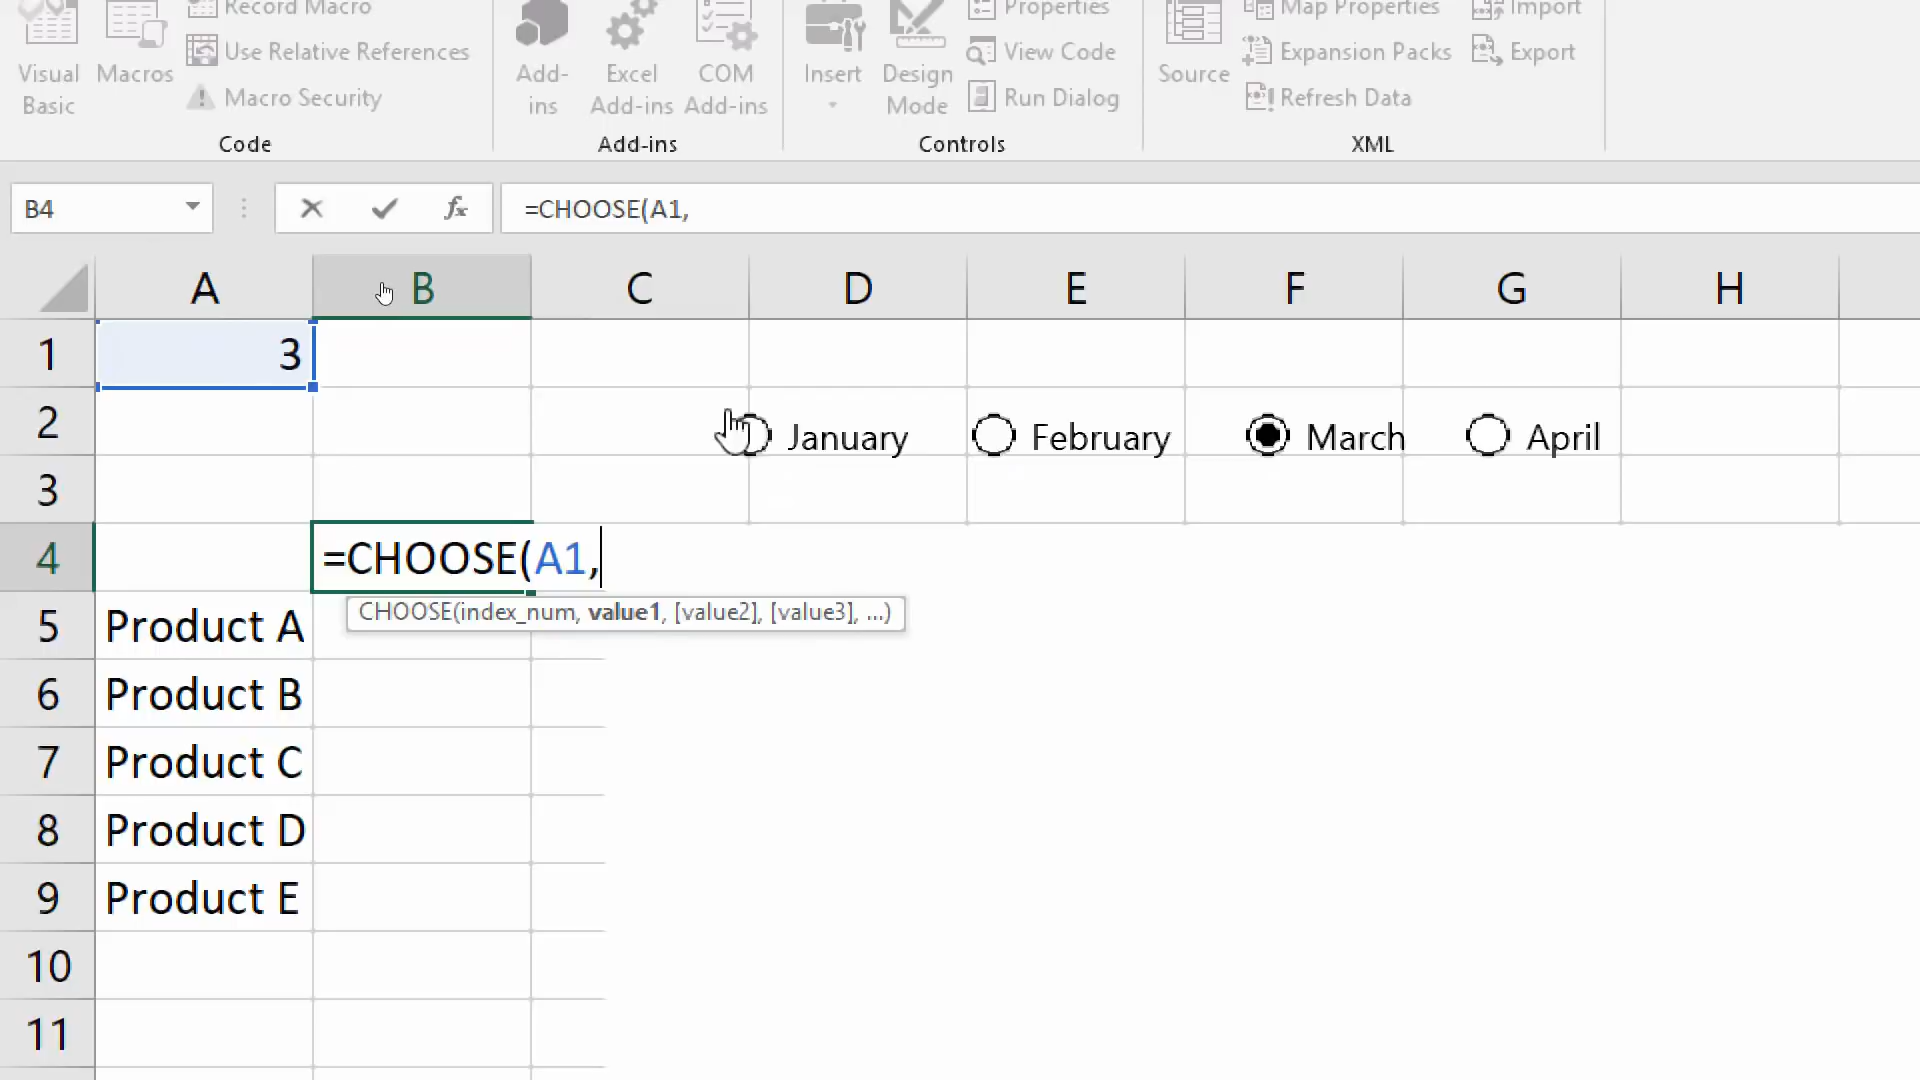 Record Macro
Properties
Map Properties
Import
Use Relative References
View Code
Expansion Packs
Export
Visual Basic
Macros
Macro Security
Add-ins
Excel Add-ins
COM Add-ins
Insert
Design Mode
Run Dialog
Source
Refresh Data
Code
Add-ins
Controls
XML
B4
fx
=CHOOSE(A1,
A B C D E F G H
1 3
2 January February March April
3
4 =CHOOSE(A1,
CHOOSE(index_num, value1, [value2], [value3], ...)
5 Product A
6 Product B
7 Product C
8 Product D
9 Product E
10
11